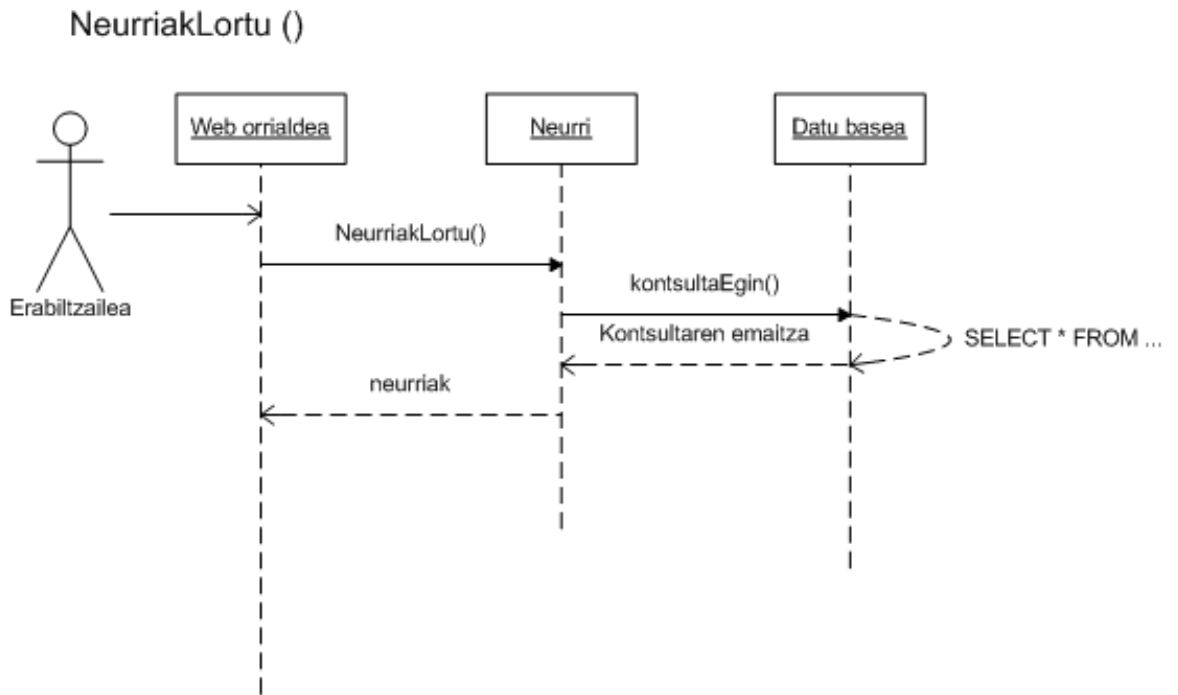 NeurriakLortu ()
Web orrialdea
Neurri
Datu basea
NeurriakLortu()
kontsultaEgin()
Erabiltzailea
Kontsultaren emaitza
SELECT * FROM ...
neurriak